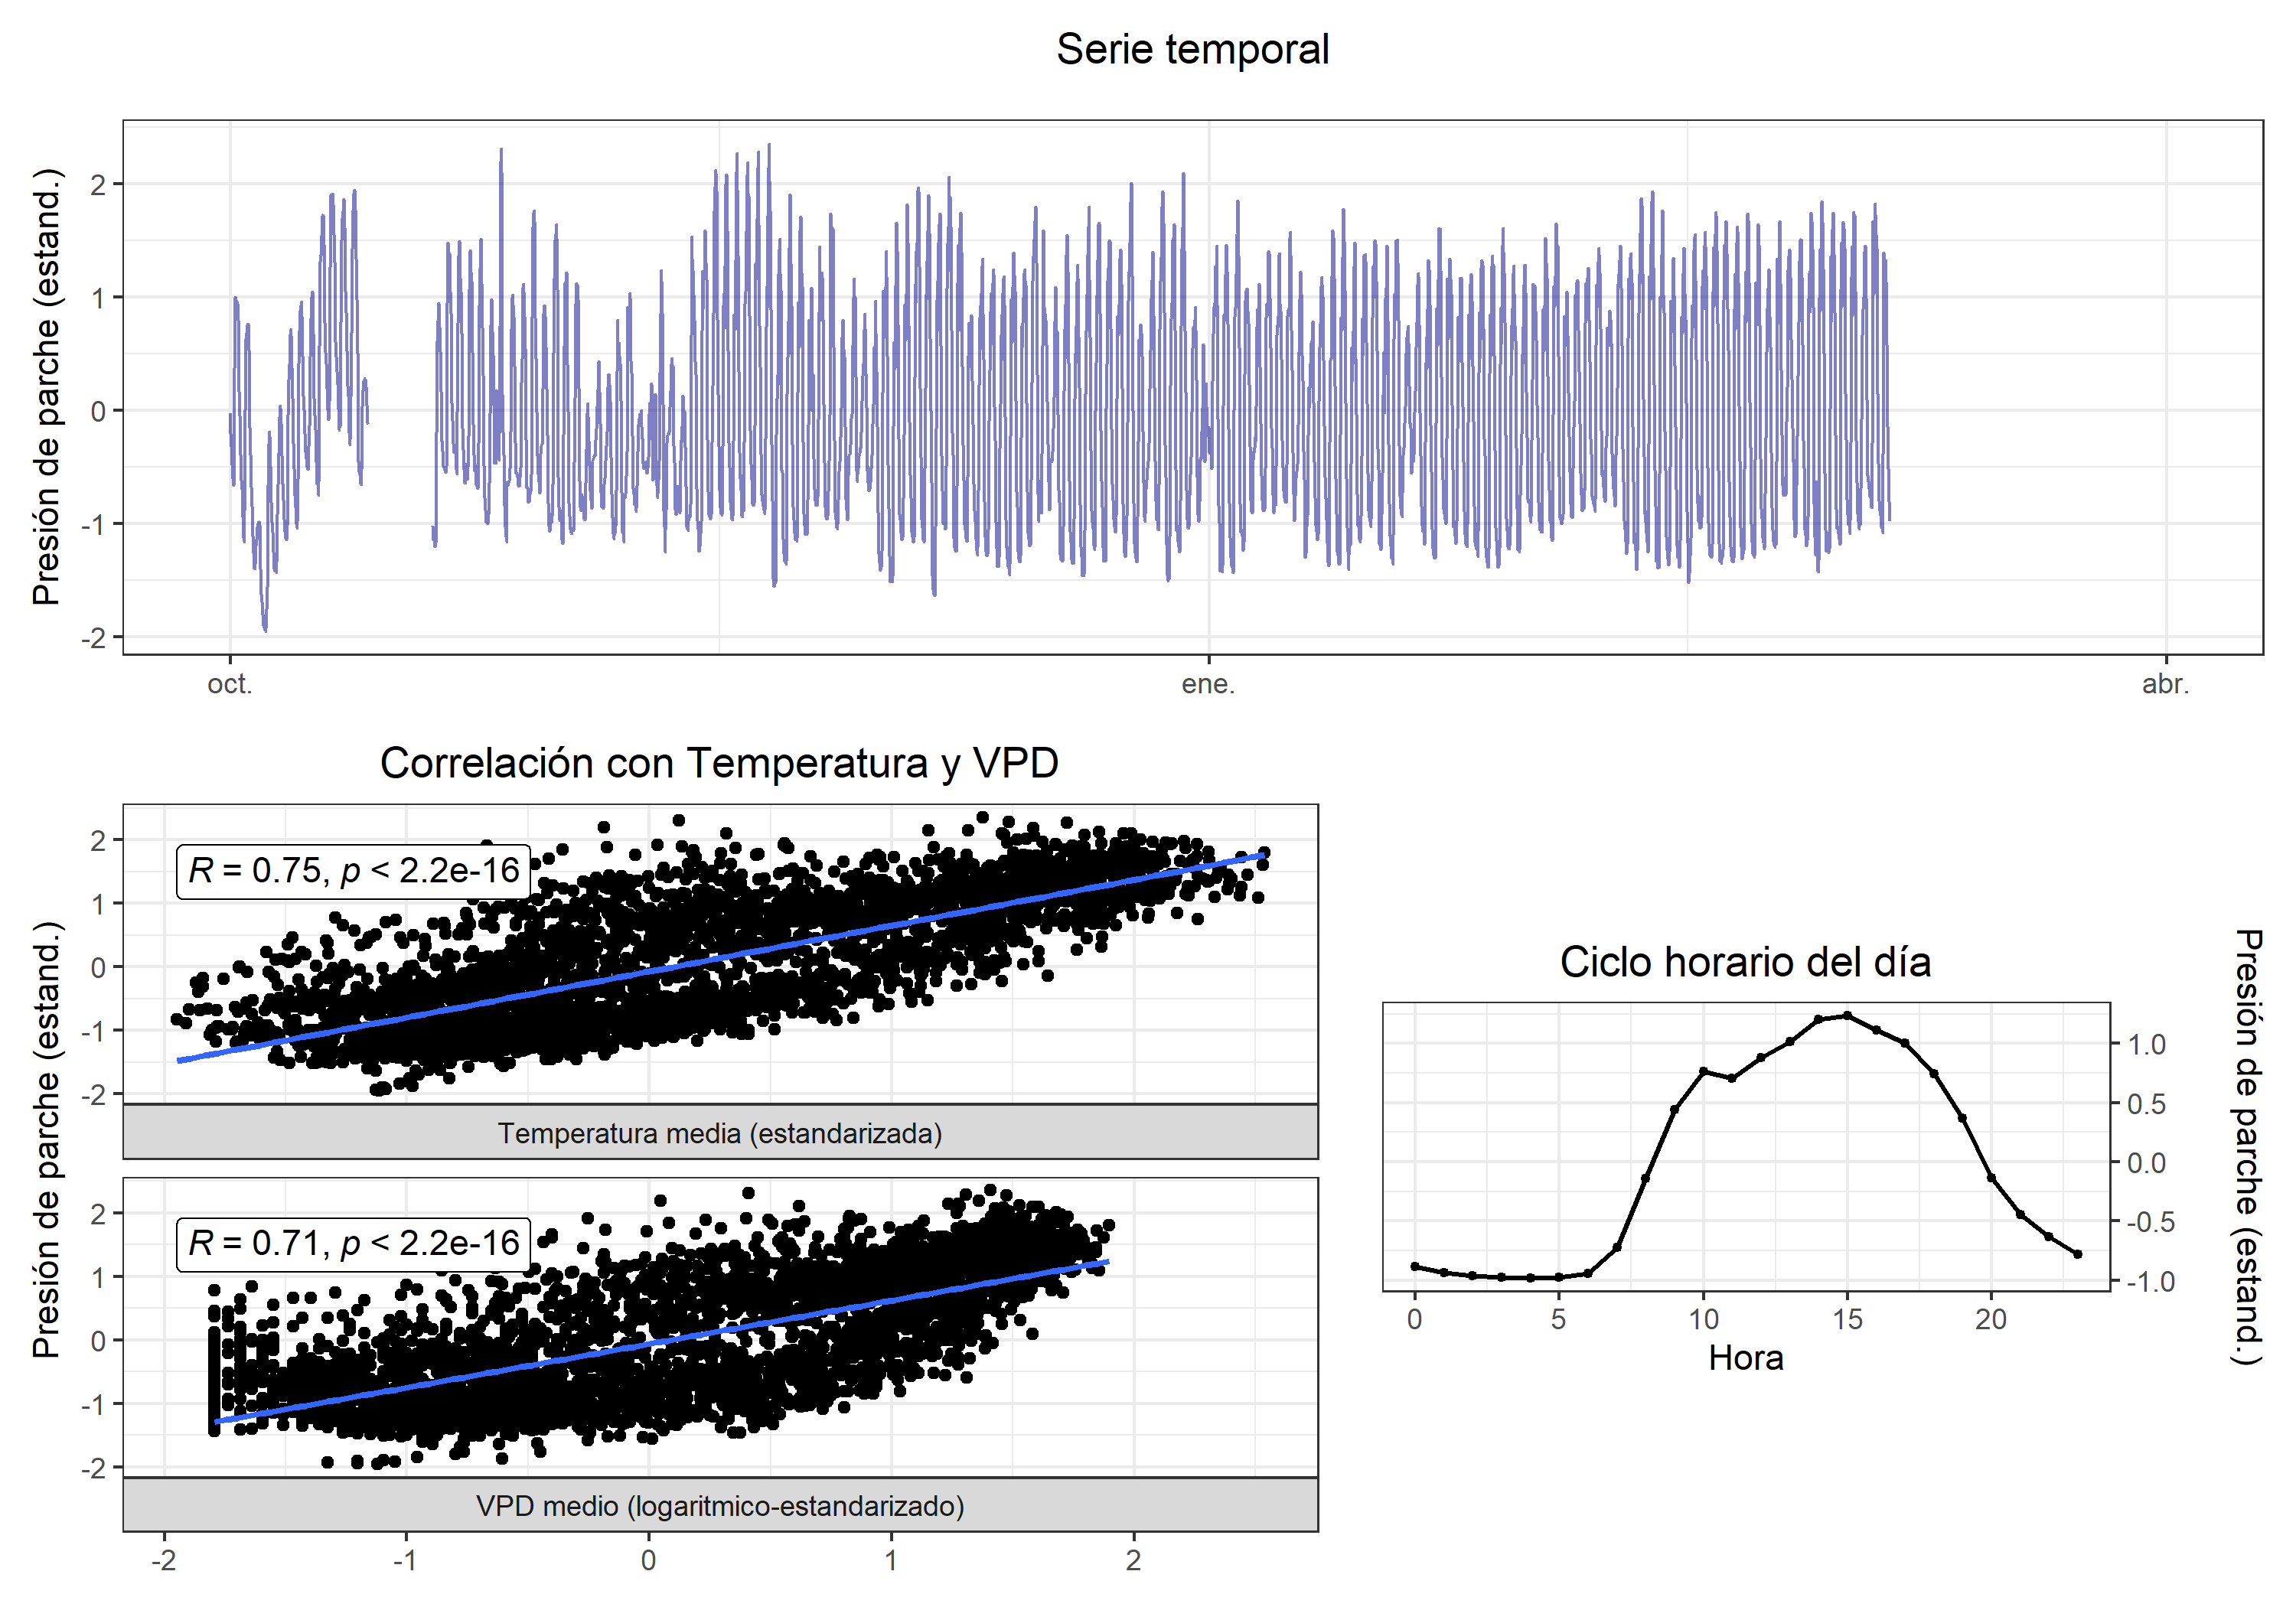 Serie temporal
Presión de parche (estand.)
2
1
0
-1
-2
oct.
ene.
abr.
Correlación con Temperatura y VPD
Presión de parche (estand.)
2
1
0
-1
-2
R = 0.75, p < 2.2e-16
Temperatura media (estandarizada)
2
1
0
-1
-2
R = 0.71, p < 2.2e-16
VPD medio (logaritmico-estandarizado)
-2
-1
0
1
2
Ciclo horario del día
1.0
0.5
0.0
-0.5
-1.0
Presión de parche (estand.)
0
5
10
15
20
Hora